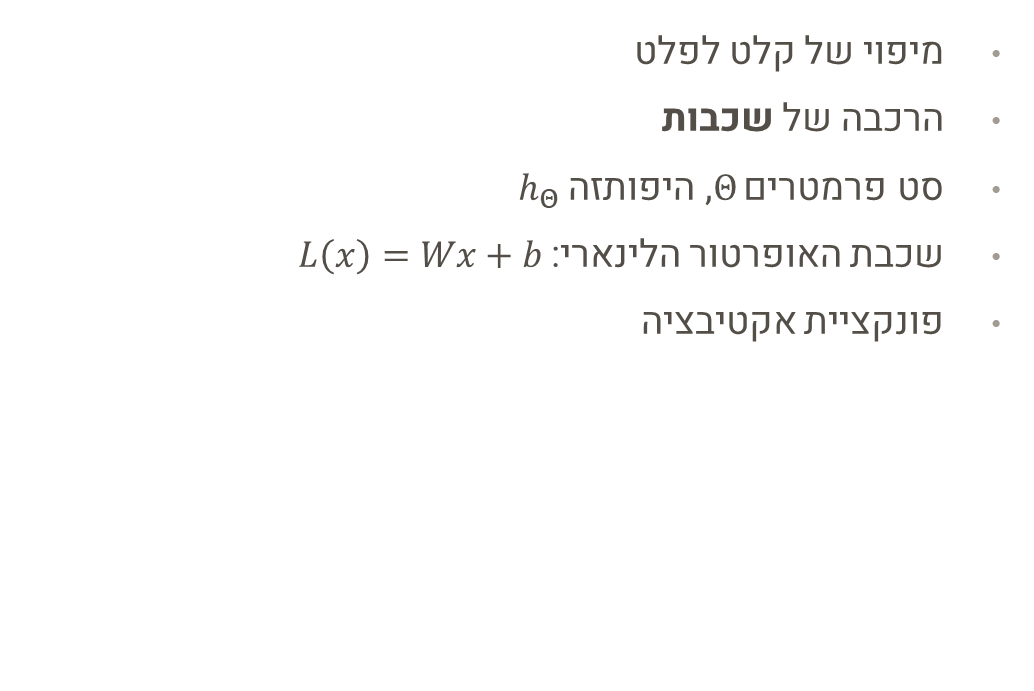 • מיפוי של קלט לפלט
• הרכבה של שכבות
• סט פרמטרים Θ, היפותזה h_Θ
• שכבת האופרטור הלינארי: L(x) = Wx + b
• פונקציית אקטיבציה